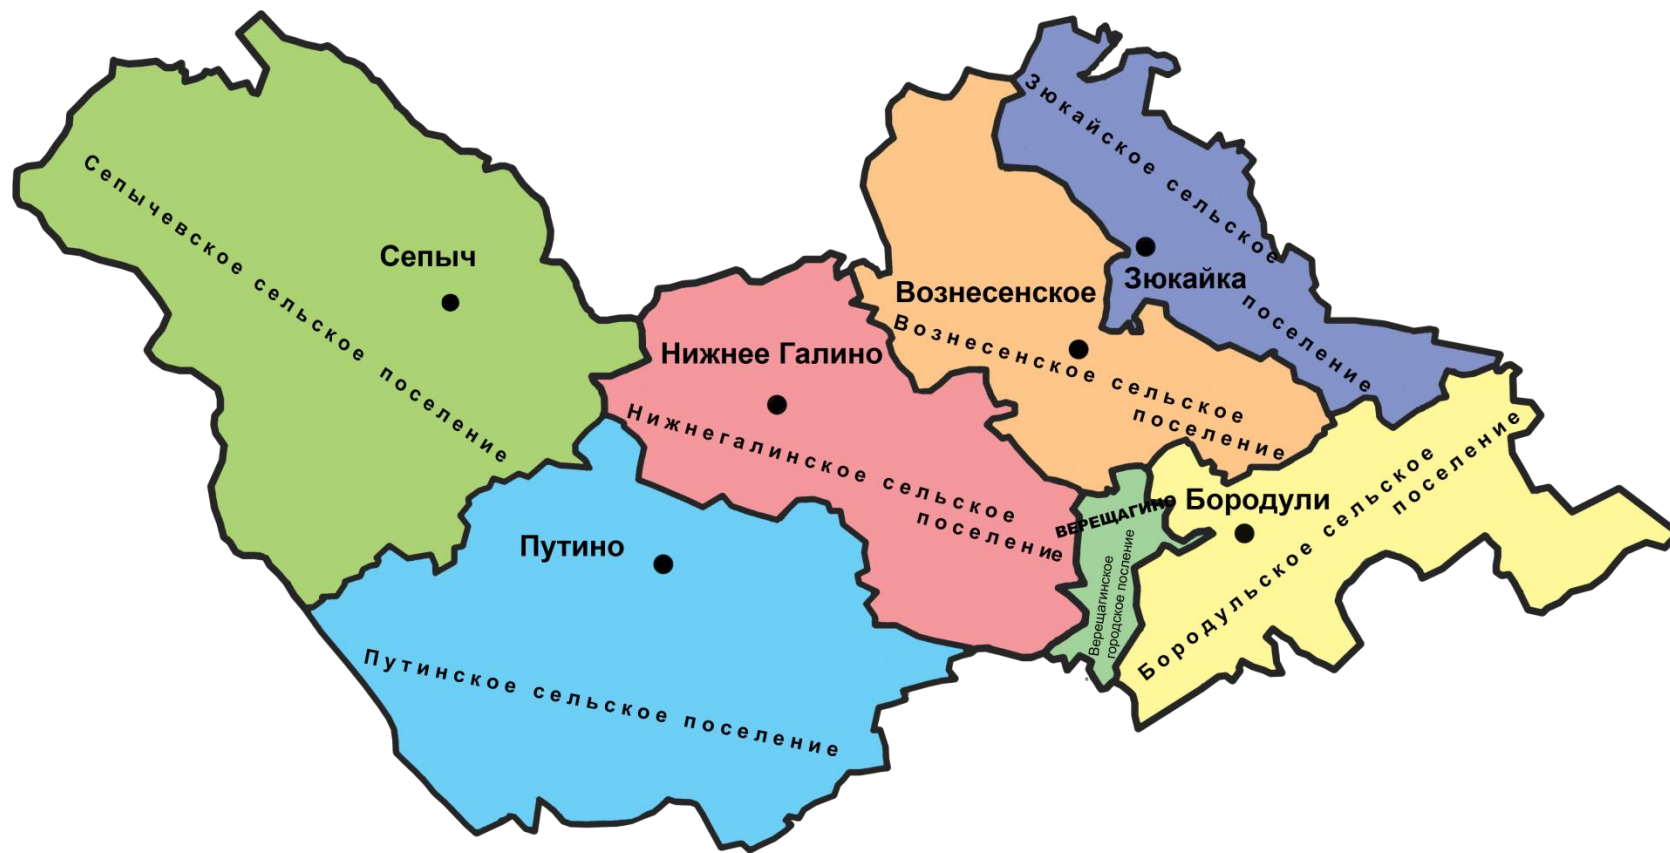 Зюкайское сельское
поселение
Сепычевское сельское поселение
Сепыч
Зюкайка
Вознесенское
Вознесенское сельское
поселение
Нижнее Галино
Нижнегалинское сельское
поселение
ВЕРЕЩАГИНО
Верещагинское
городское посление
Бородули
Бородульское сельское
поселение
Путино
Путинское сельское поселение